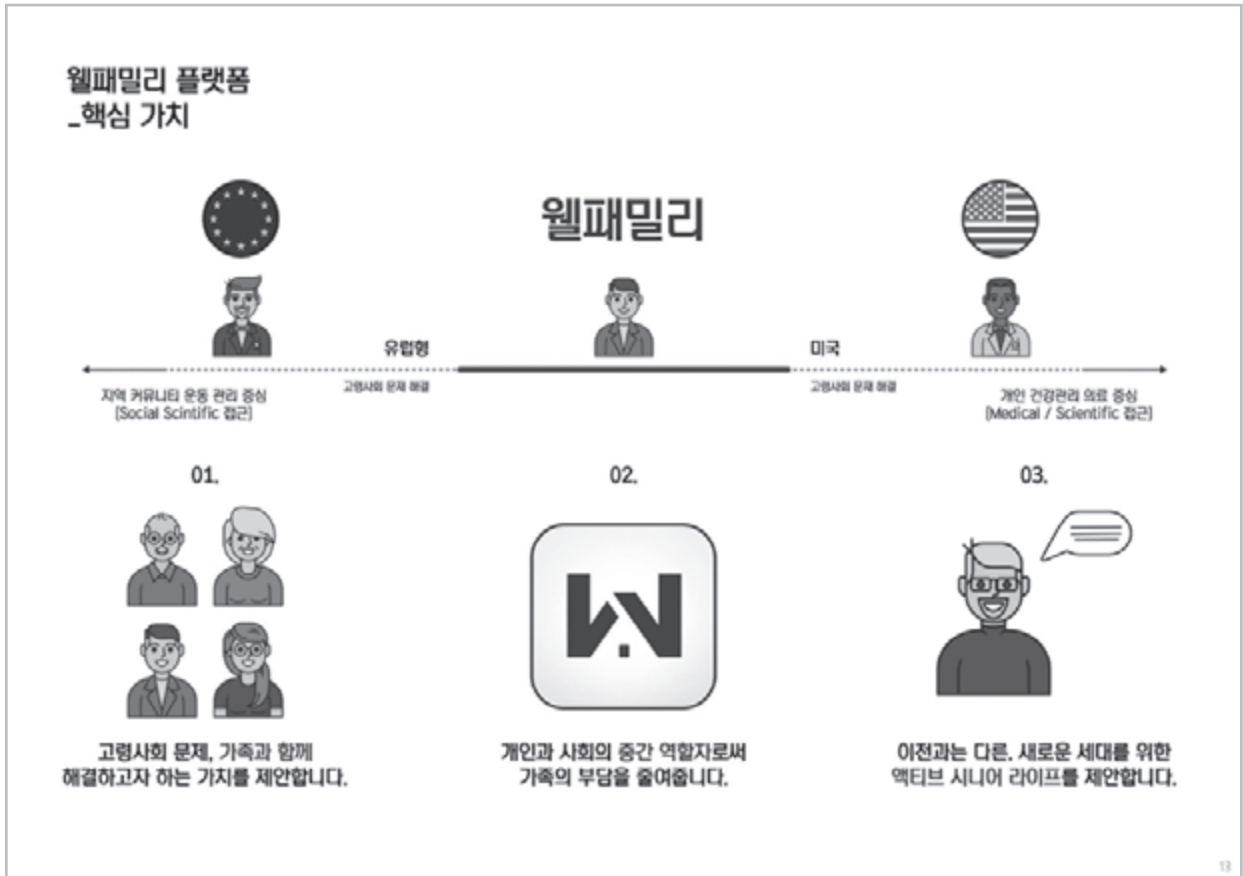 웰패밀리 플랫폼
_핵심 가치
웰패밀리
유럽형
미국
고령사회 문제 해결
고령사회 문제 해결
지역 커뮤니티 운동 관리 중심
[Social Scintific 접근]
개인 건강관리 의료 중심
[Medical / Scientific 접근]
01.
02.
03.
고령사회 문제, 가족과 함께
해결하고자 하는 가치를 제안합니다.
개인과 사회의 중간 역할자로써
가족의 부담을 줄여줍니다.
이전과는 다른, 새로운 세대를 위한
액티브 시니어 라이프를 제안합니다.
13